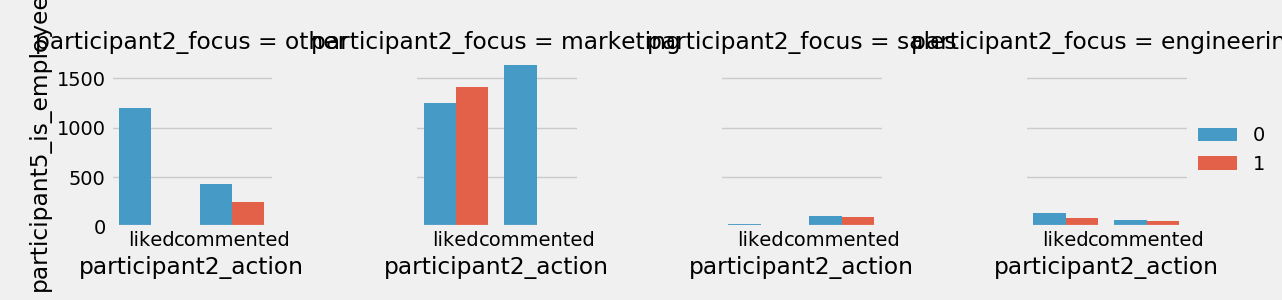 participant2_focus = other
participant2_focus = marketing
participant2_focus = sales
participant2_focus = engineering
participant5_is_employee
1500
1000
500
0
liked commented
liked commented
liked commented
liked commented
participant2_action
participant2_action
participant2_action
participant2_action
0
1